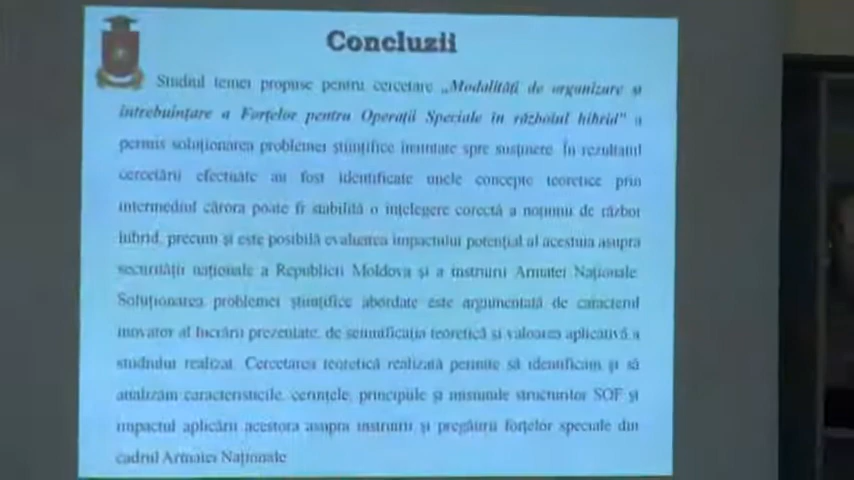 Concluzii
Studiul temei propuse pentru cercetare „Modalități de organizare și
întrebuințare a Forțelor pentru Operații Speciale în războiul hibrid” a
permis soluționarea problemei științifice înaintate spre susținere. În rezultatul
cercetării efectuate au fost identificate unele concepte teoretice prin
intermediul cărora poate fi stabilită o înțelegere corectă a noțiunii de război
hibrid, precum și este posibilă evaluarea impactului potențial al acestuia asupra
securității naționale a Republicii Moldova și a instruirii Armatei Naționale.
Soluționarea problemei științifice abordate este argumentată de caracterul
inovator al lucrării prezentate, de semnificația teoretică și valoarea aplicativă a
studiului realizat. Cercetarea teoretică realizată permite să identificăm și să
analizăm caracteristicile, cerințele, principiile și misiunile structurilor SOF și
impactul aplicării acestora asupra instruirii și pregătirii forțelor speciale din
cadrul Armatei Naționale